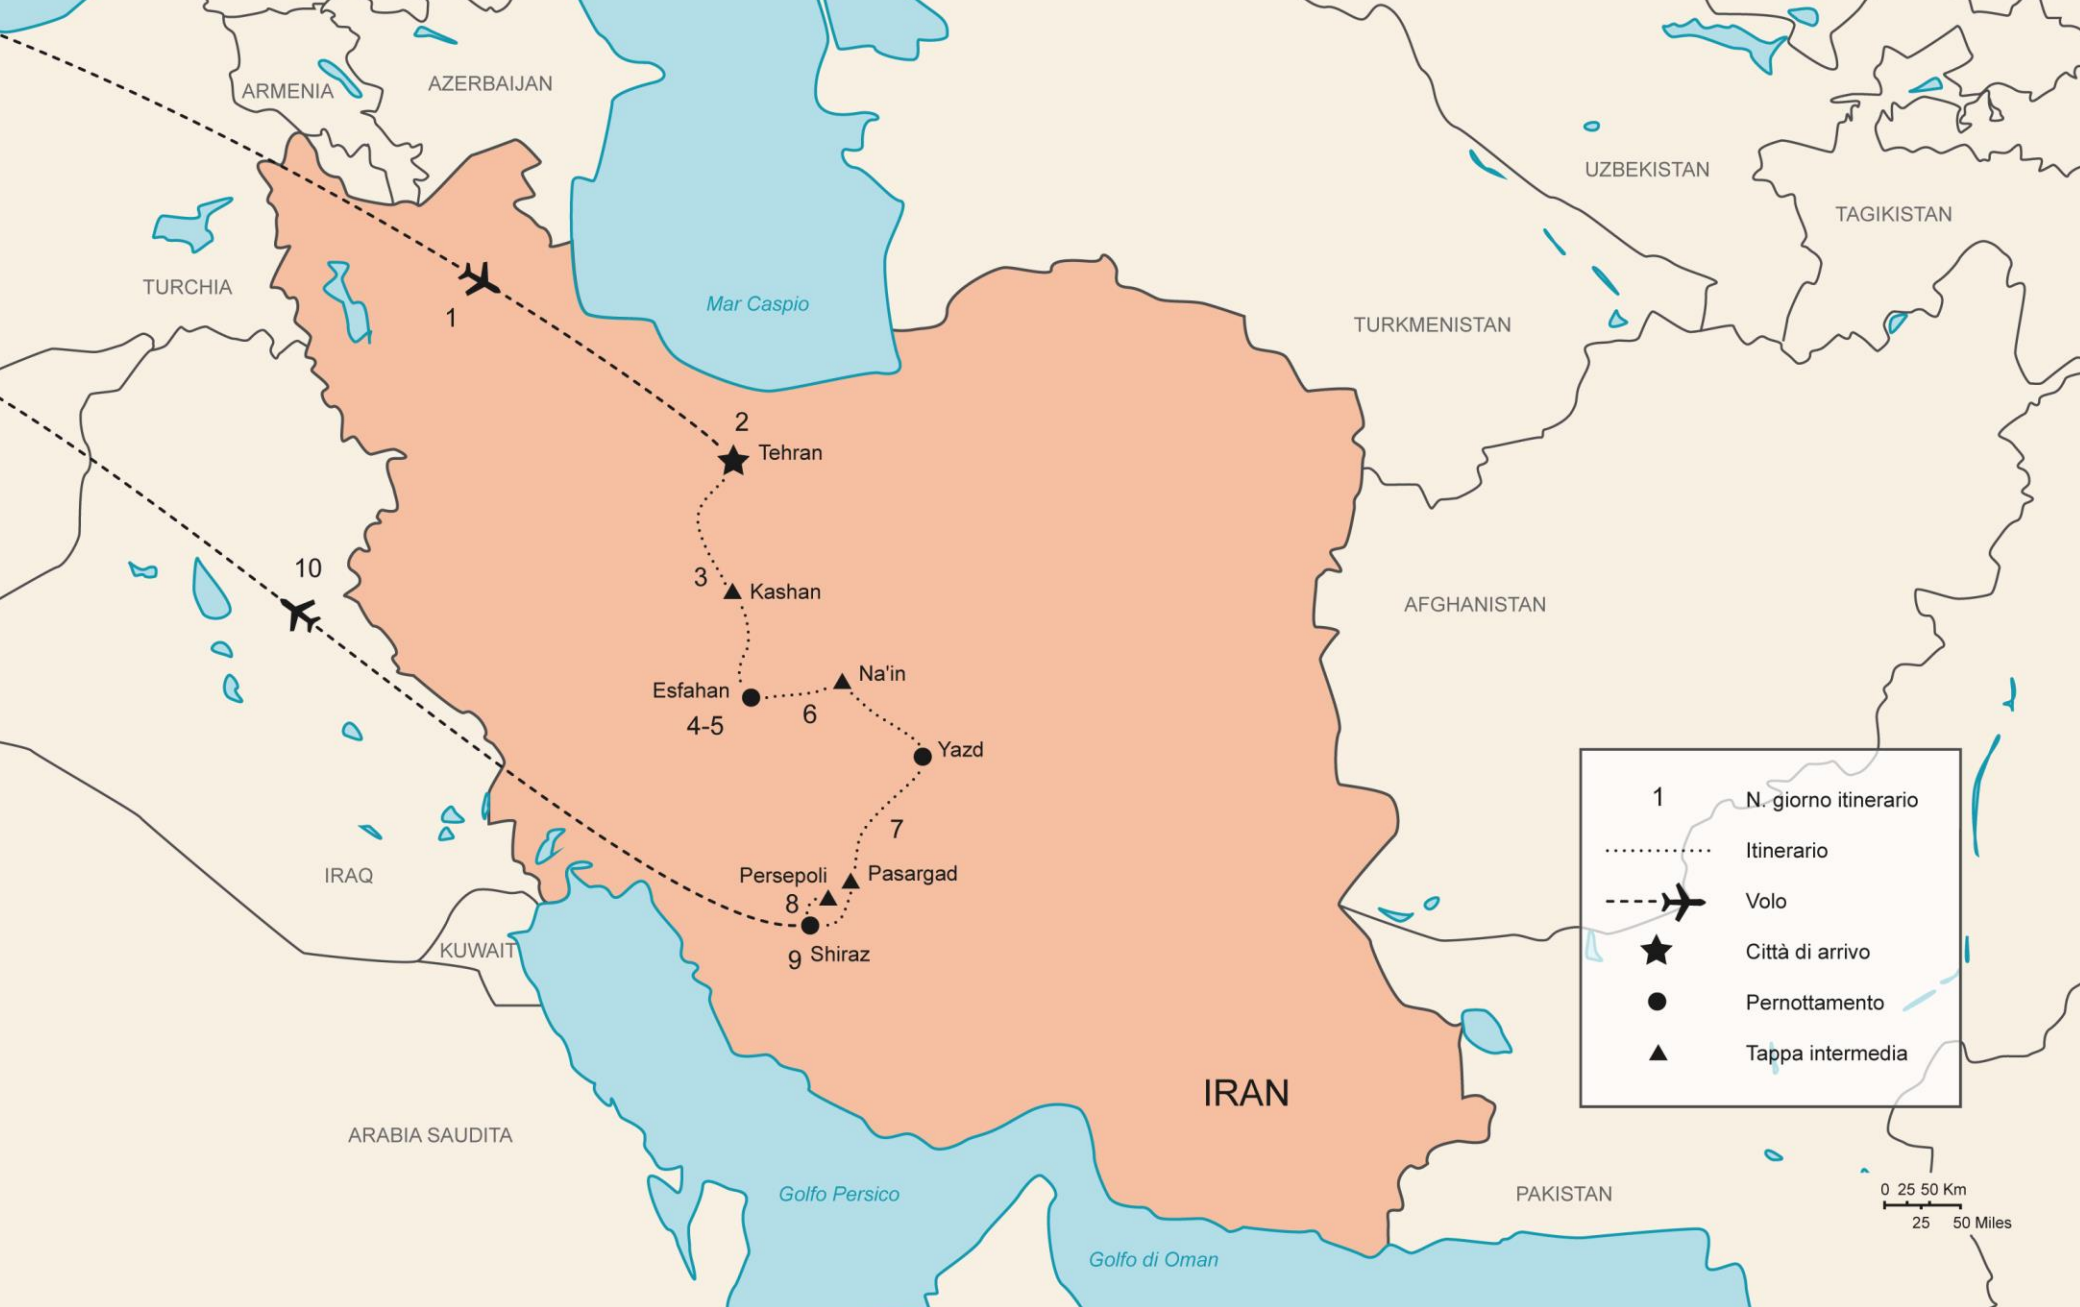 ARMENIA
AZERBAIJAN
UZBEKISTAN
TAGIKISTAN
TURCHIA
Mar Caspio
1
TURKMENISTAN
2
Tehran
10
3
Kashan
AFGHANISTAN
Na'in
Esfahan
6
4-5
Yazd
1
N. giorno itinerario
7
Itinerario
IRAQ
Persepoli
Pasargad
8
Volo
KUWAIT
9
Shiraz
Città di arrivo
Pernottamento
Tappa intermedia
IRAN
ARABIA SAUDITA
Golfo Persico
PAKISTAN
0 25 50 Km
25 50 Miles
Golfo di Oman